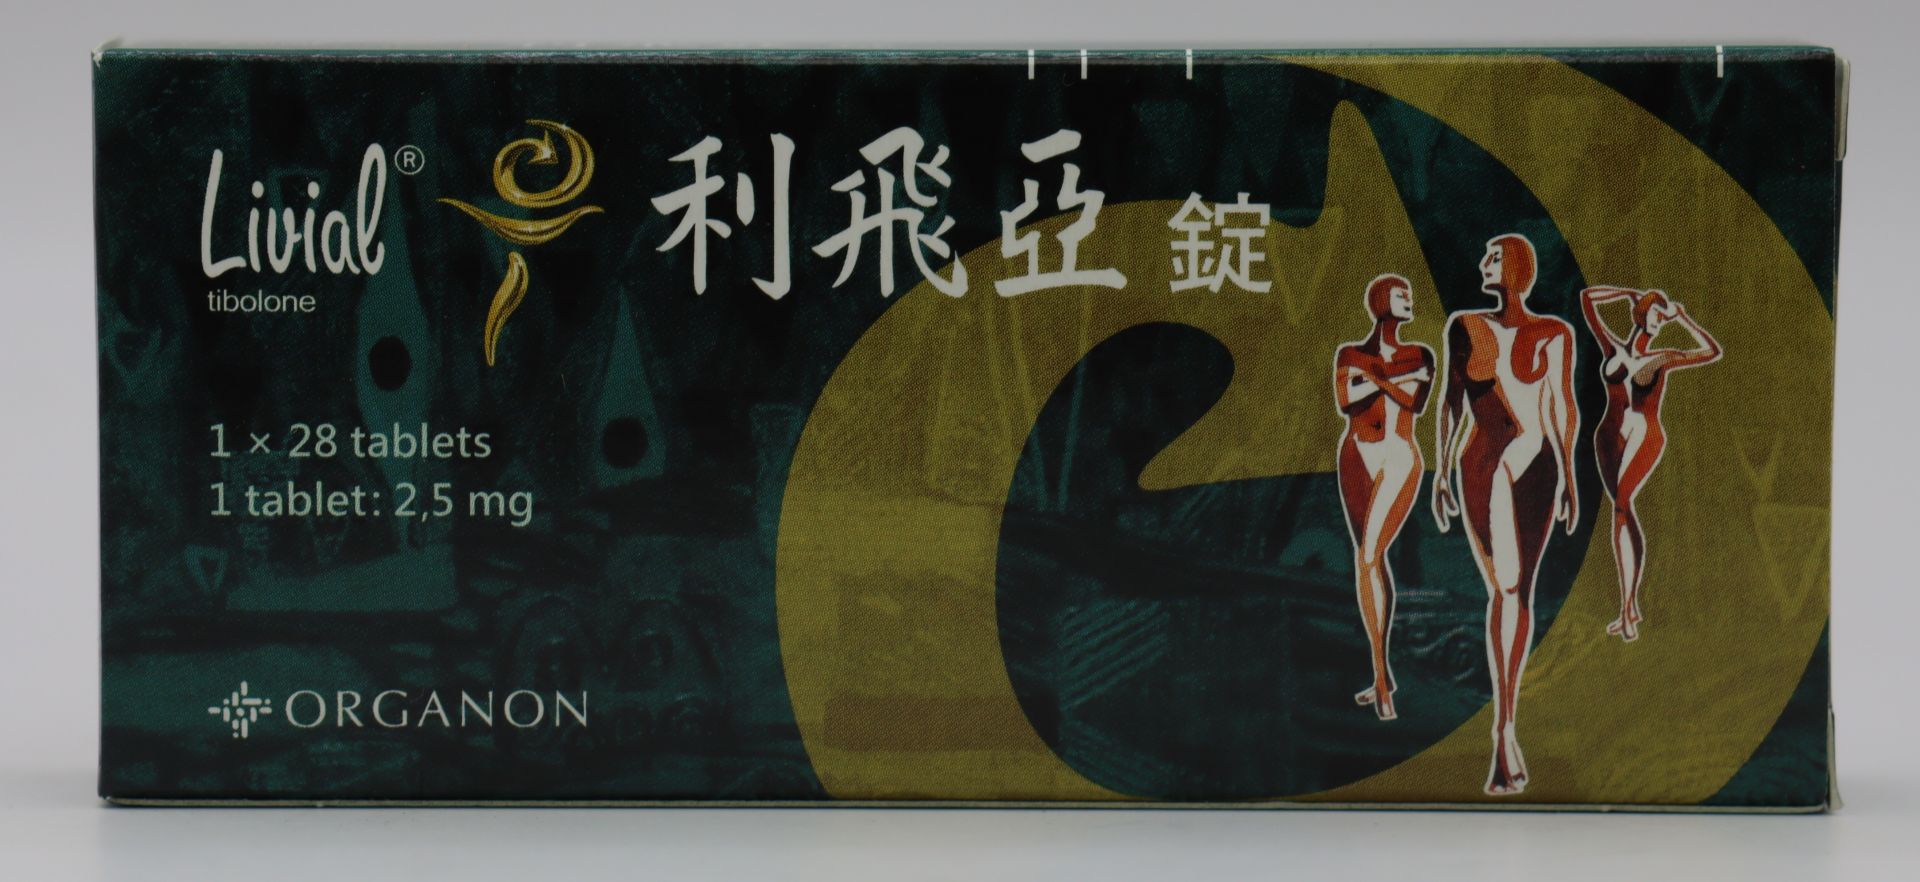 Livial® 利飛亞 錠
tibolone
1 × 28 tablets
1 tablet: 2,5 mg
ORGANON